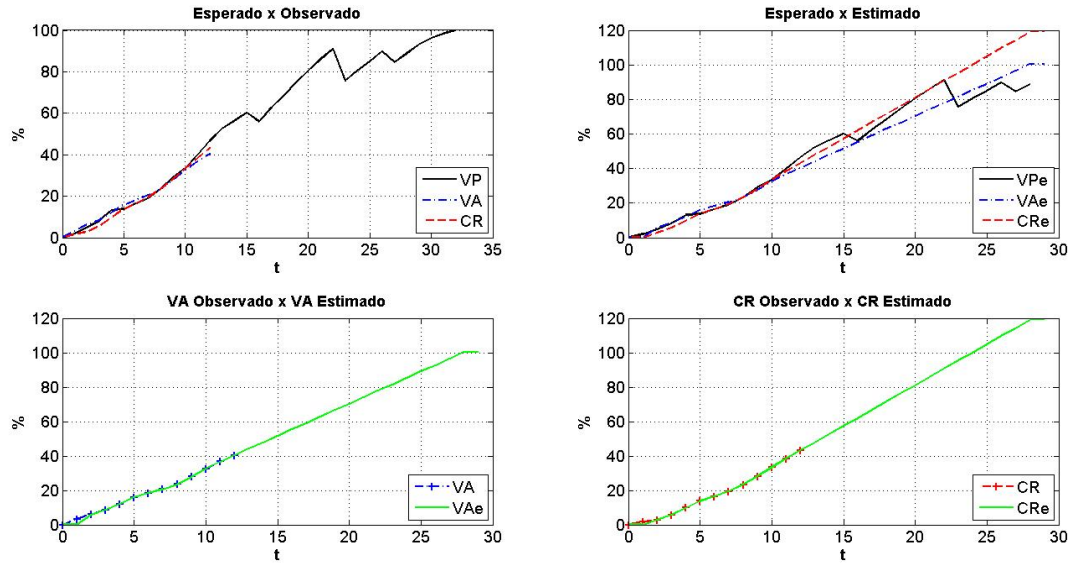 Esperado x Observado
100
80
60
40
20
0
%
0 5 10 15 20 25 30 35
t
VP
VA
CR
Esperado x Estimado
120
100
80
60
40
20
0
%
0 5 10 15 20 25 30
t
VPe
VAe
CRe
VA Observado x VA Estimado
120
100
80
60
40
20
0
%
0 5 10 15 20 25 30
t
VA
VAe
CR Observado x CR Estimado
120
100
80
60
40
20
0
%
0 5 10 15 20 25 30
t
CR
CRe